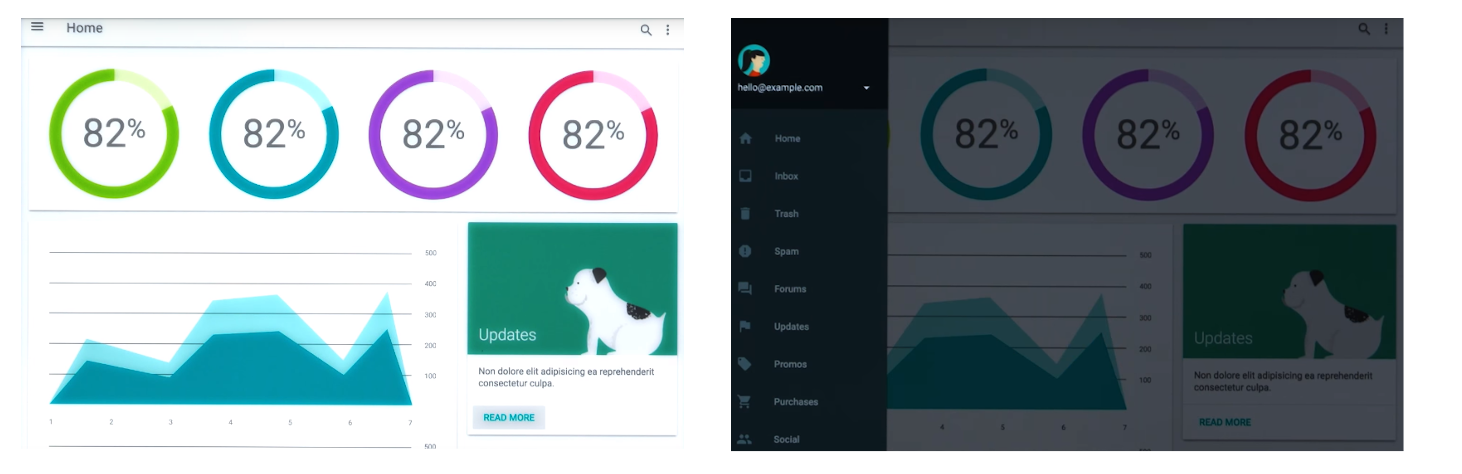 Home
82% 82% 82% 82%
500
400
300
200
100
1 2 3 4 5 6 7
500
Updates
Non dolore elit adipisicing ea reprehenderit
consectetur culpa.
READ MORE
hello@example.com
Home
Inbox
Trash
Spam
Forums
Updates
Promos
Purchases
Social
82% 82% 82%
500
400
300
200
100
4 5 6 7
Updates
Non dolore elit adipisicing ea reprehenderit
consectetur culpa.
READ MORE